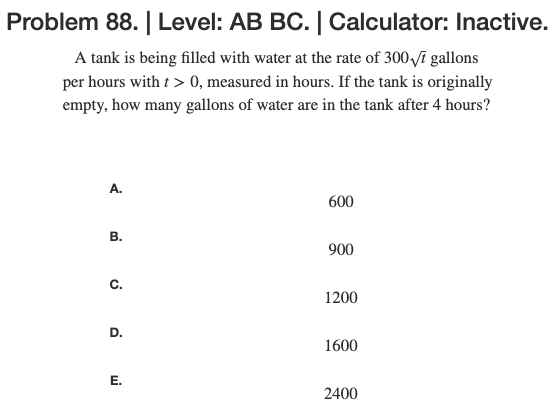 Problem 88. | Level: AB BC. | Calculator: Inactive.
A tank is being filled with water at the rate of 300√t gallons
per hours with t > 0, measured in hours. If the tank is originally
empty, how many gallons of water are in the tank after 4 hours?
A.
600
B.
900
C.
1200
D.
1600
E.
2400